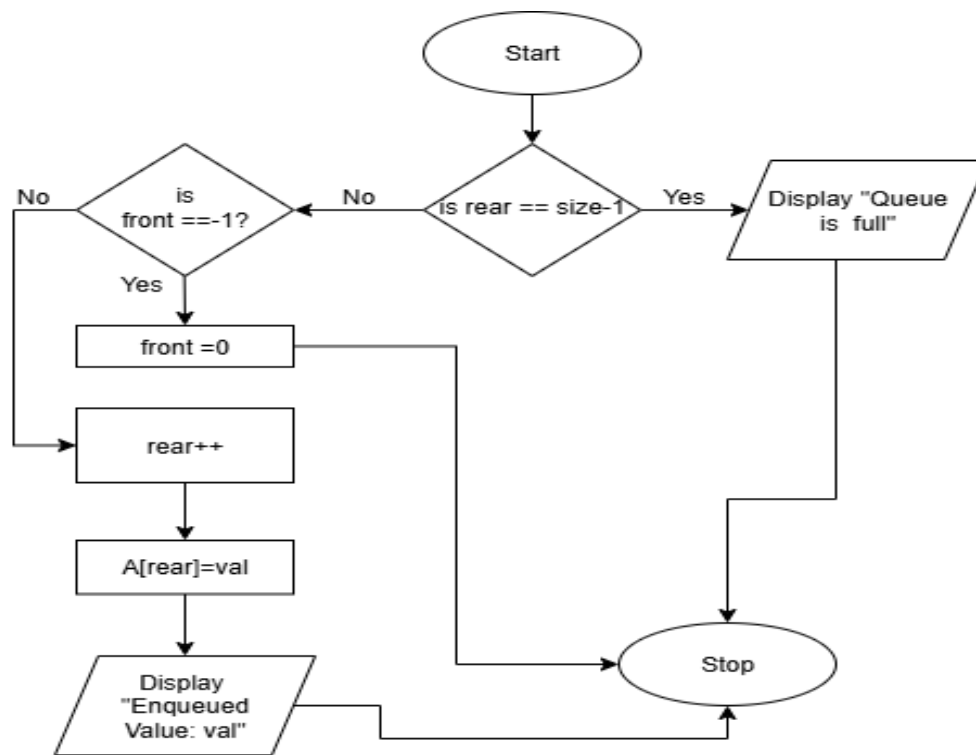 Start
is rear == size-1
Yes
Display "Queue
is full"
No
is
front ==-1?
No
Yes
front =0
rear++
A[rear]=val
Display
"Enqueued
Value: val"
Stop